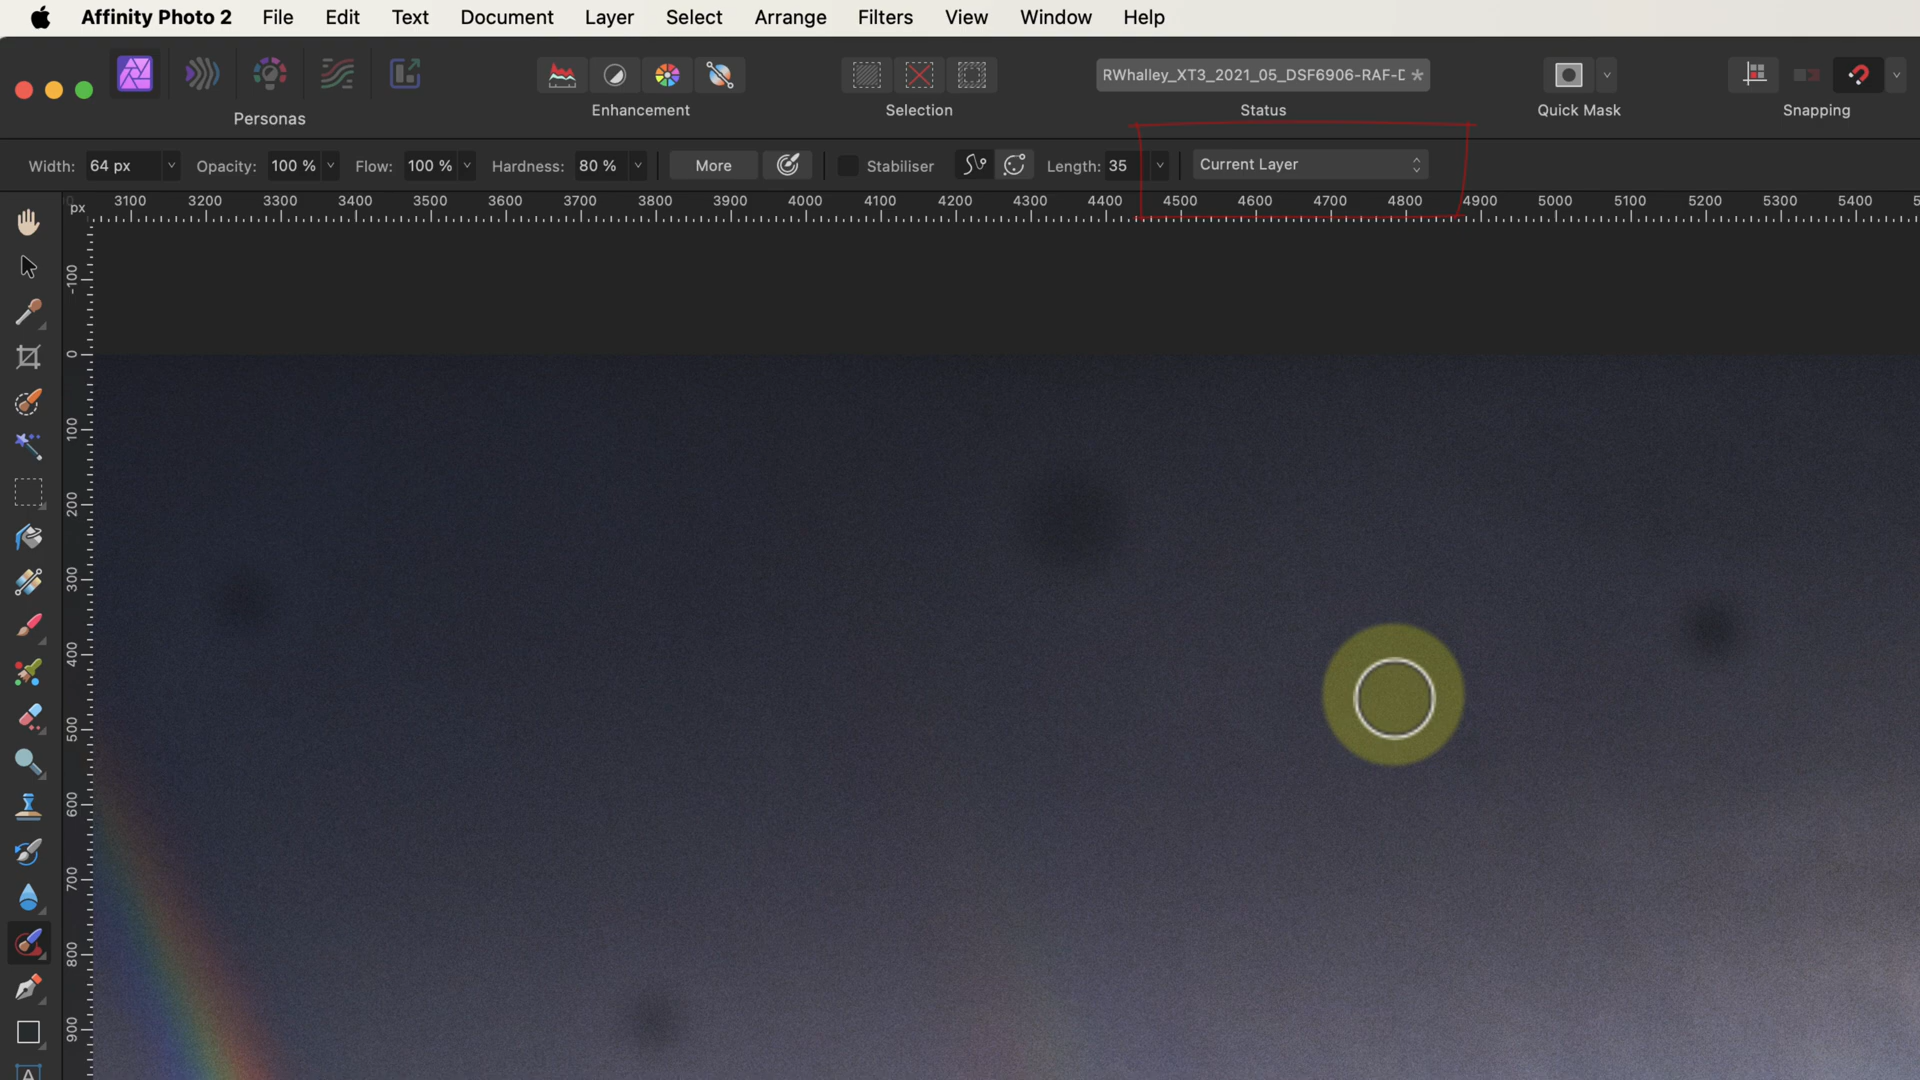 Affinity Photo 2 File Edit Text Document Layer Select Arrange Filters View Window Help
RWhalley_XT3_2021_05_DSF6906-RAF-D *
Personas Enhancement Selection Status Quick Mask Snapping
Width: 64 px Opacity: 100 % Flow: 100 % Hardness: 80 % More Stabiliser Length: 35 Current Layer
px 3100 3200 3300 3400 3500 3600 3700 3800 3900 4000 4100 4200 4300 4400 4500 4600 4700 4800 4900 5000 5100 5200 5300 5400
-100
0
100
200
300
400
500
600
700
800
900
A